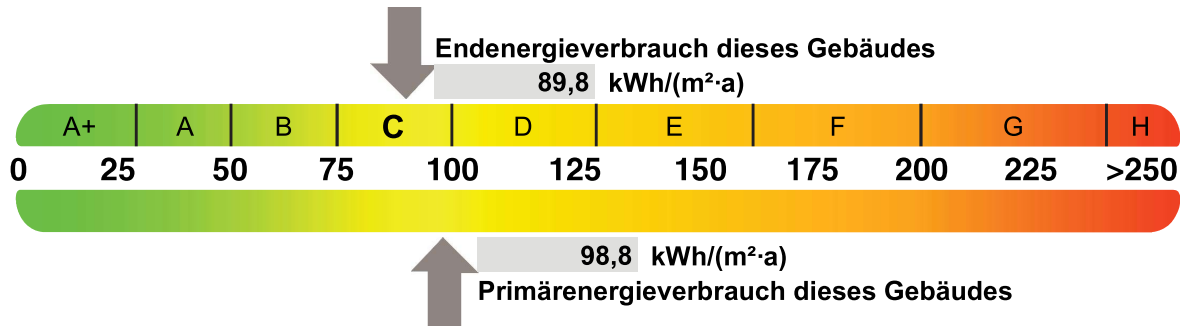 Endenergieverbrauch dieses Gebäudes
89,8 kWh/(m²·a)
A+ A B C D E F G H
0 25 50 75 100 125 150 175 200 225 >250
98,8 kWh/(m²·a)
Primärenergieverbrauch dieses Gebäudes